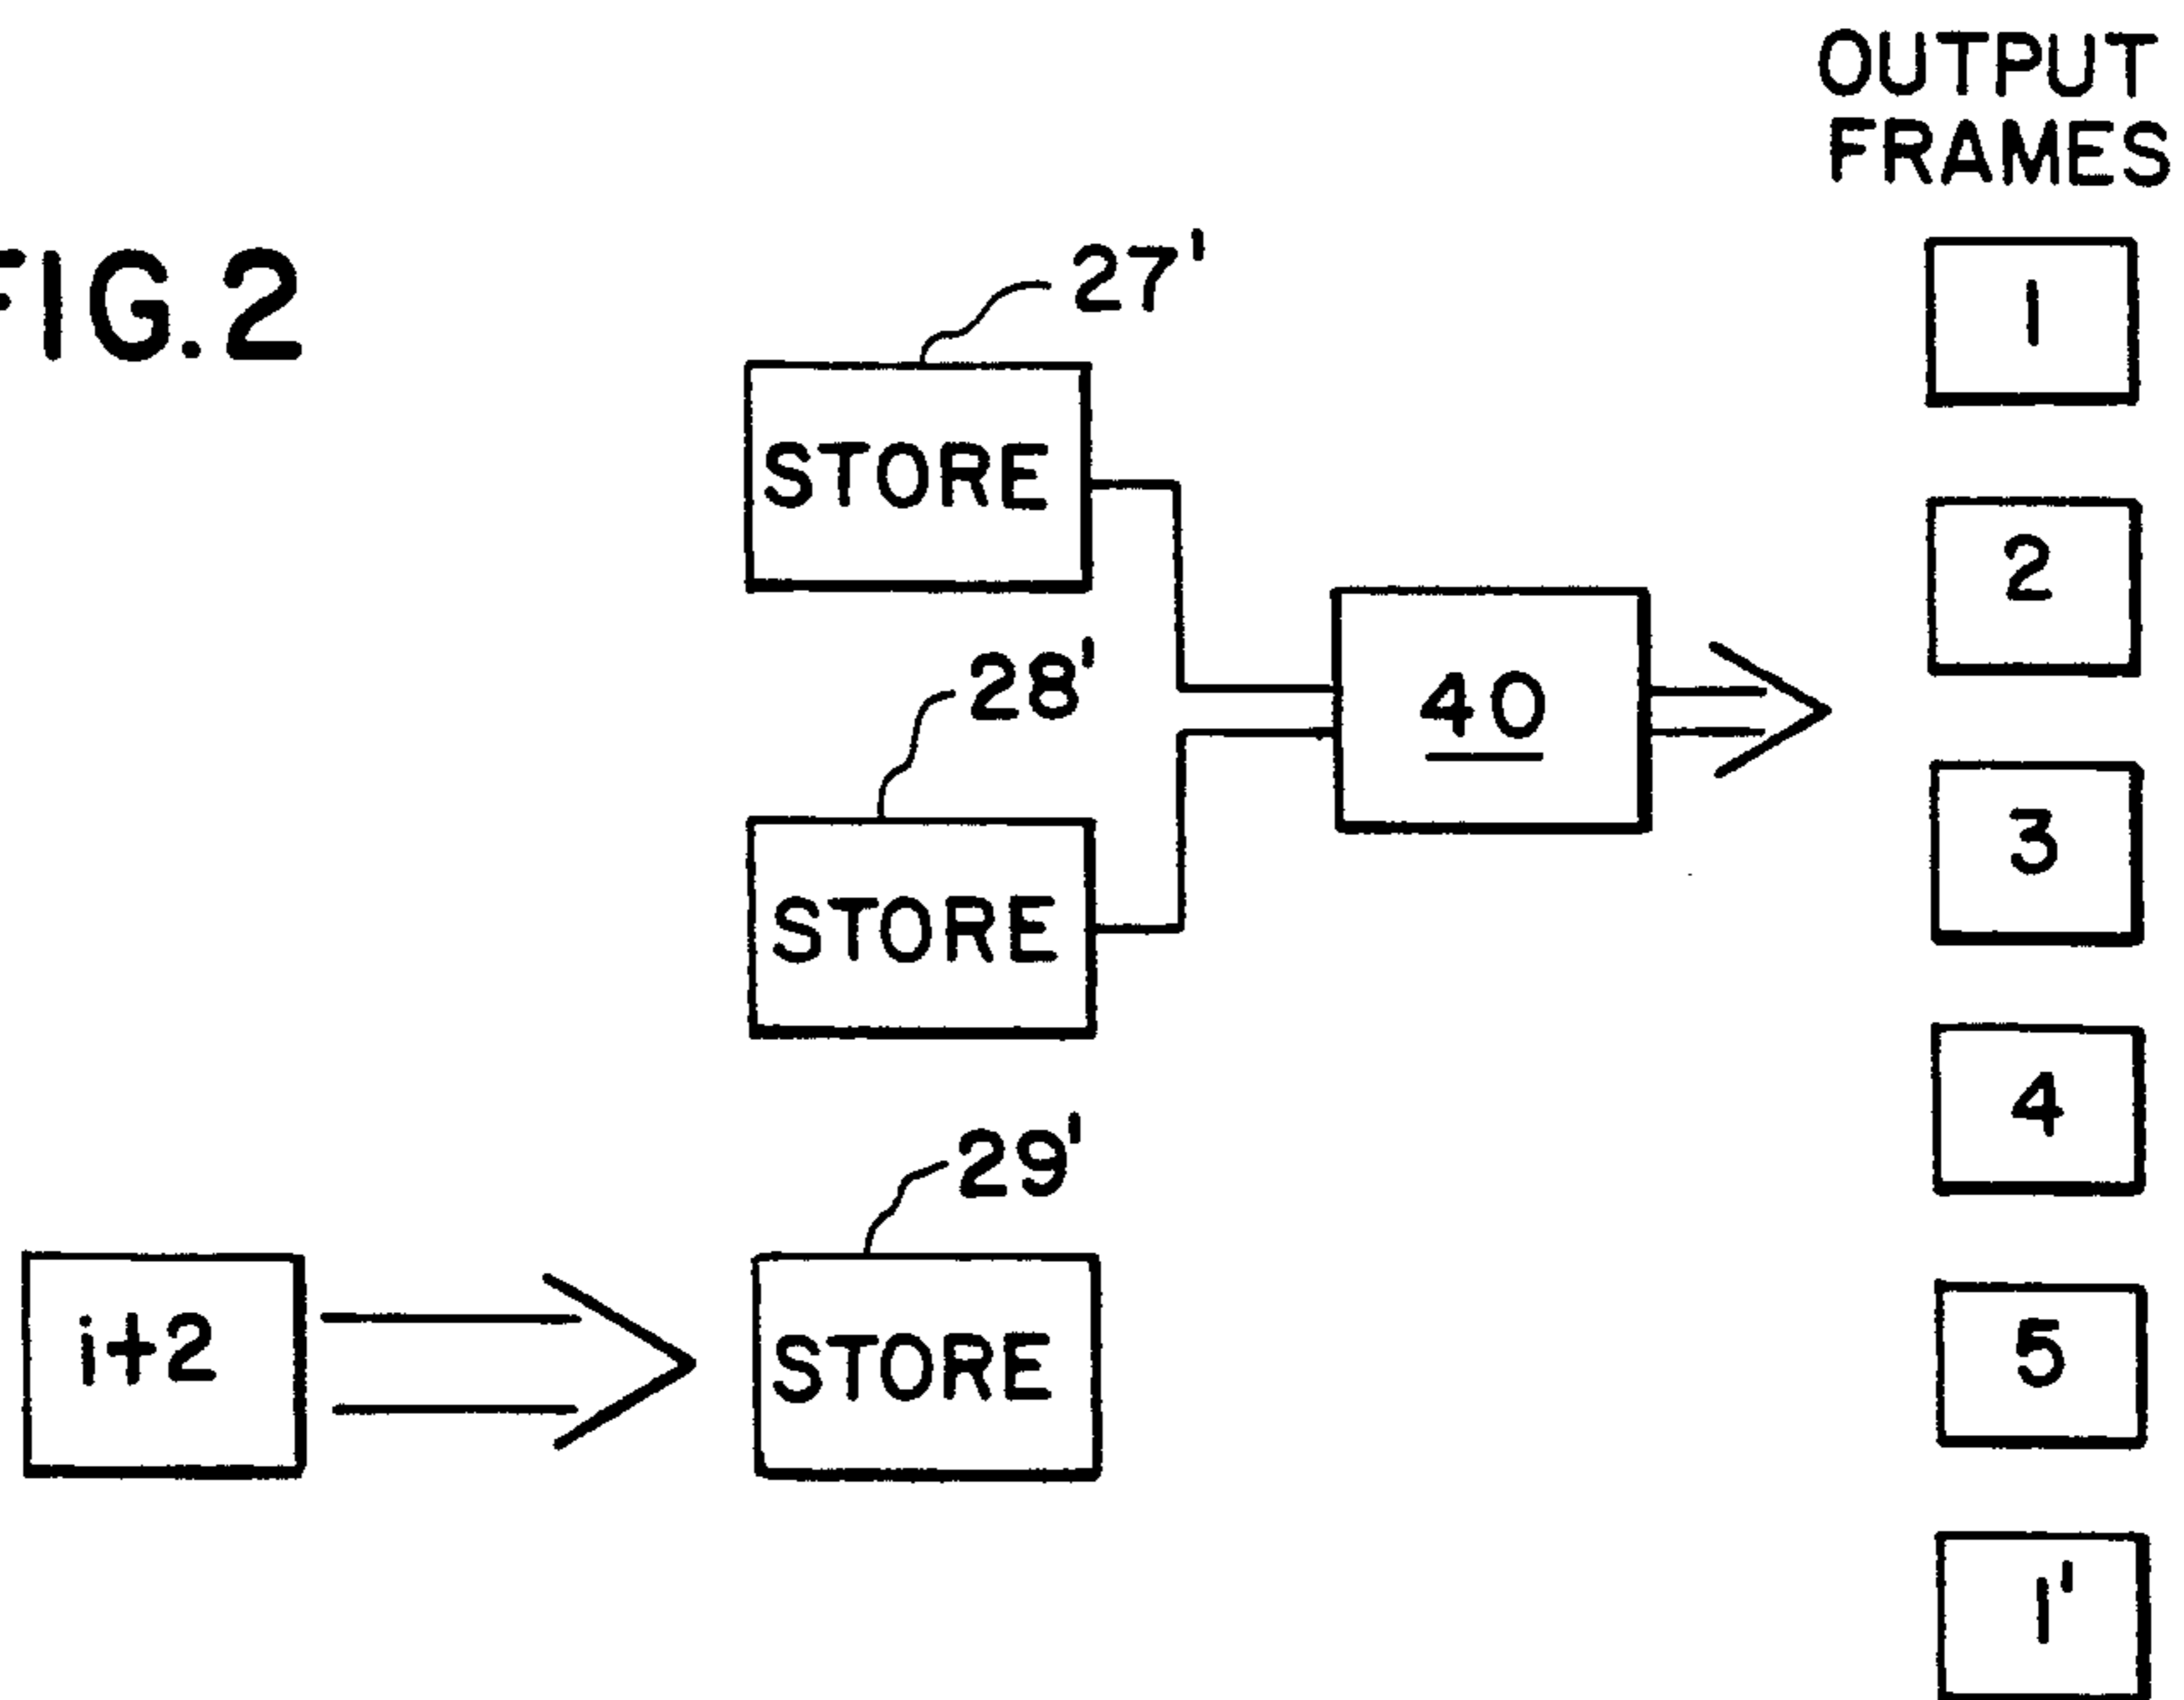 OUTPUT
FRAMES
FIG.2
27'
1
STORE
2
28'
40
3
STORE
4
29'
i+2
STORE
5
1'